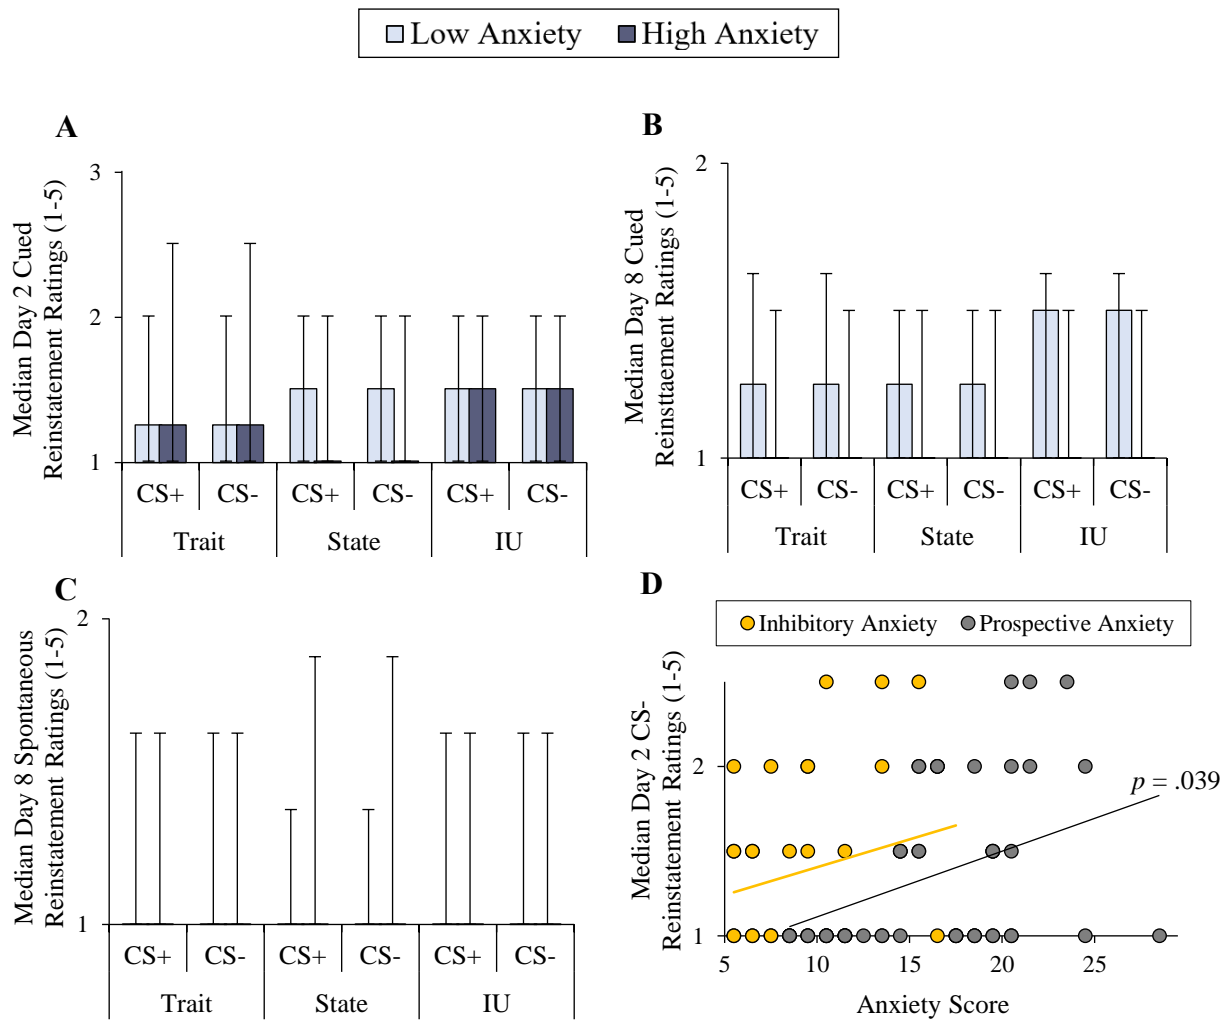 Low Anxiety High Anxiety
A
Median Day 2 Cued
Reinstatement Ratings (1-5)
3
2
1
CS+ CS- CS+ CS- CS+ CS-
Trait State IU
B
Median Day 8 Cued
Reinsttaement Ratings (1-5)
2
1
CS+ CS- CS+ CS- CS+ CS-
Trait State IU
C
Median Day 8 Spontaneous
Reinstatement Ratings (1-5)
2
1
CS+ CS- CS+ CS- CS+ CS-
Trait State IU
D
Inhibitory Anxiety Prospective Anxiety
Median Day 2 CS-
Reinstatement Ratings (1-5)
2
1
p = .039
5 10 15 20 25
Anxiety Score